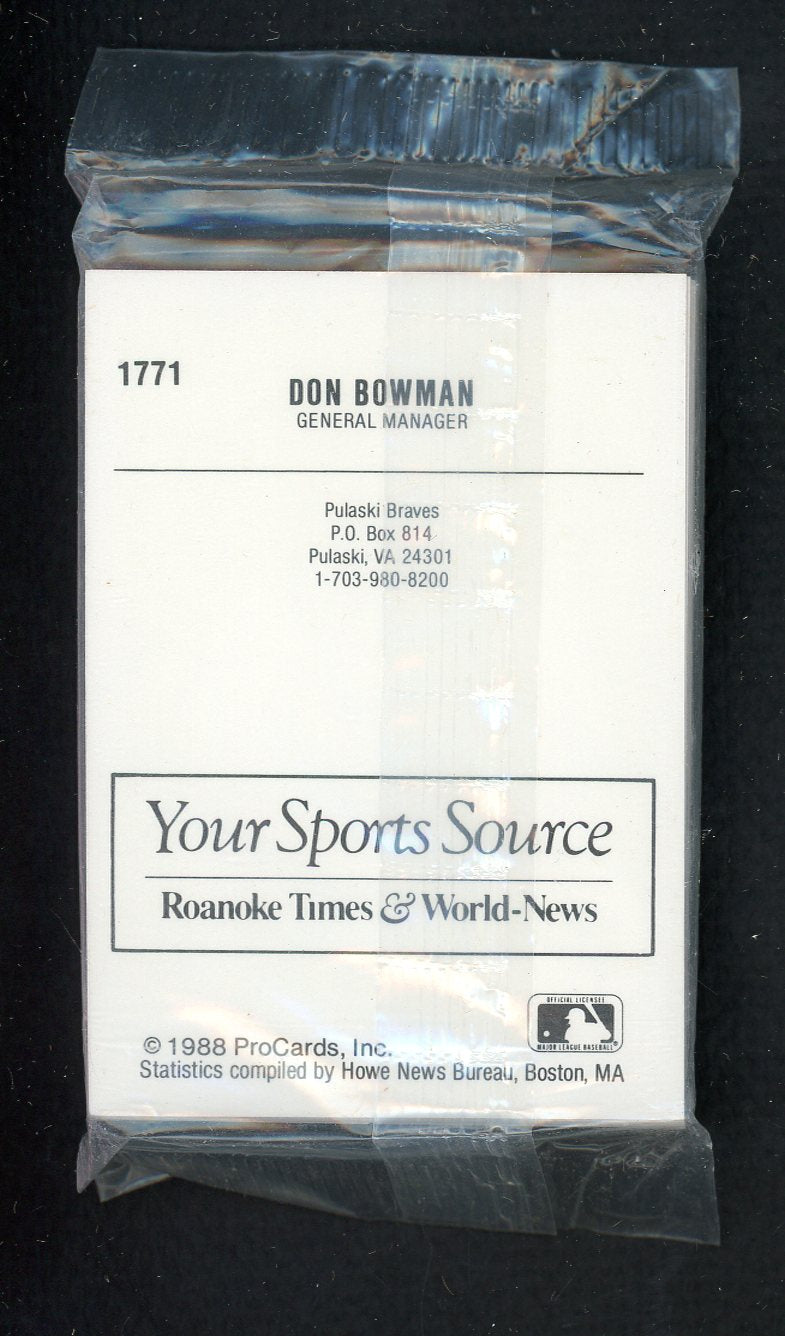 1771
DON BOWMAN
GENERAL MANAGER
Pulaski Braves
P.O. Box 814
Pulaski, VA 24301
1-703-980-8200
Your Sports Source
Roanoke Times & World-News
OFFICIAL LICENSEE
MAJOR LEAGUE BASEBALL®
© 1988 ProCards, Inc.
Statistics compiled by Howe News Bureau, Boston, MA